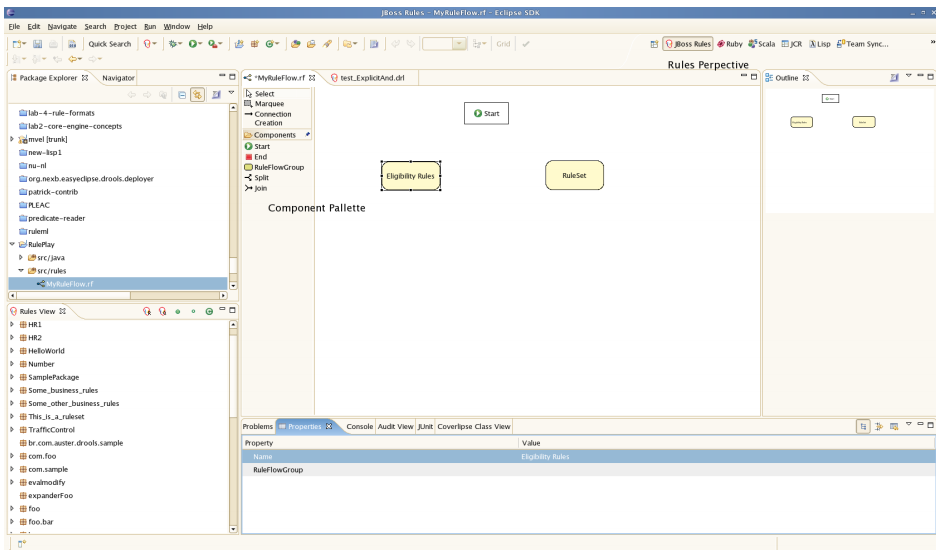 JBoss Rules - MyRuleFlow.rf - Eclipse SDK
File Edit Navigate Search Project Run Window Help
Quick Search Grid JBoss Rules Ruby Scala JCR Lisp Team Sync... »
Rules Perpective
Package Explorer Navigator
lab-4-rule-formats
lab2-core-engine-concepts
mvel [trunk]
new-lisp1
nu-nl
org.nexb.easyeclipse.drools.deployer
patrick-contrib
PLEAC
predicate-reader
ruleml
RulePlay
src/java
src/rules
MyRuleFlow.rf
Rules View
HR1
HR2
HelloWorld
Number
SamplePackage
Some_business_rules
Some_other_business_rules
This_is_a_ruleset
TrafficControl
br.com.auster.drools.sample
com.foo
com.sample
evalmodify
expanderFoo
foo
foo.bar
*MyRuleFlow.rf test_ExplicitAnd.drl
Select
Marquee
Connection
Creation
Components
Start
End
RuleFlowGroup
Split
Join
Component Pallette
Start
Eligibility Rules
RuleSet
Outline
Problems Properties Console Audit View JUnit Coverlipse Class View
Property Value
Name Eligibility Rules
RuleFlowGroup